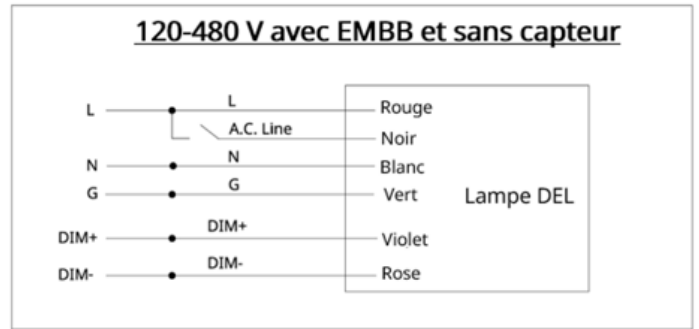 120-480 V avec EMBB et sans capteur
L L Rouge
A.C. Line Noir
N N Blanc
G G Vert
Lampe DEL
DIM+ DIM+ Violet
DIM- DIM- Rose